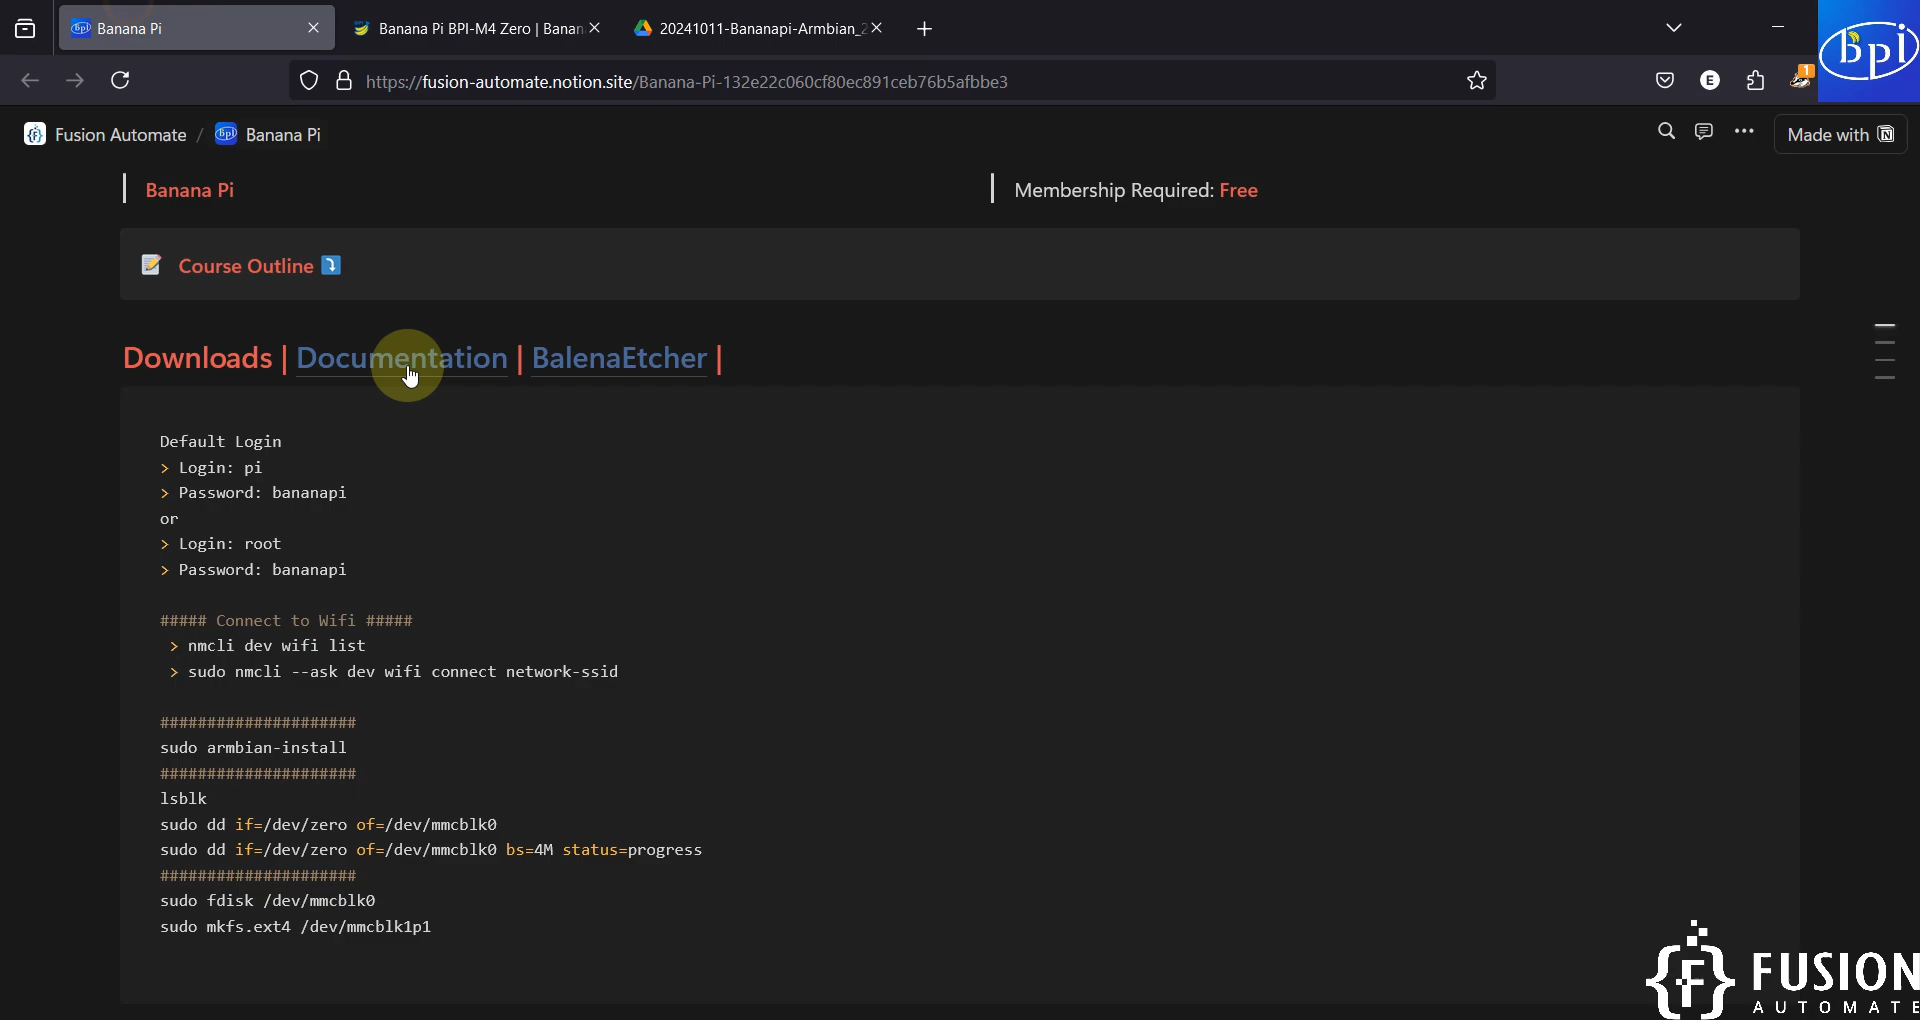 Banana Pi
Banana Pi BPI-M4 Zero | Banan
20241011-Bananapi-Armbian_2
https://fusion-automate.notion.site/Banana-Pi-132e22c060cf80ec891ceb76b5afbbe3
E
1
bpi
Fusion Automate / bpi Banana Pi
Made with
Banana Pi
Membership Required: Free
Course Outline
Downloads | Documentation | BalenaEtcher |
Default Login
> Login: pi
> Password: bananapi
or
> Login: root
> Password: bananapi
##### Connect to Wifi #####
> nmcli dev wifi list
> sudo nmcli --ask dev wifi connect network-ssid
#####################
sudo armbian-install
#####################
lsblk
sudo dd if=/dev/zero of=/dev/mmcblk0
sudo dd if=/dev/zero of=/dev/mmcblk0 bs=4M status=progress
#####################
sudo fdisk /dev/mmcblk0
sudo mkfs.ext4 /dev/mmcblk1p1
{F} FUSION
AUTOMATE